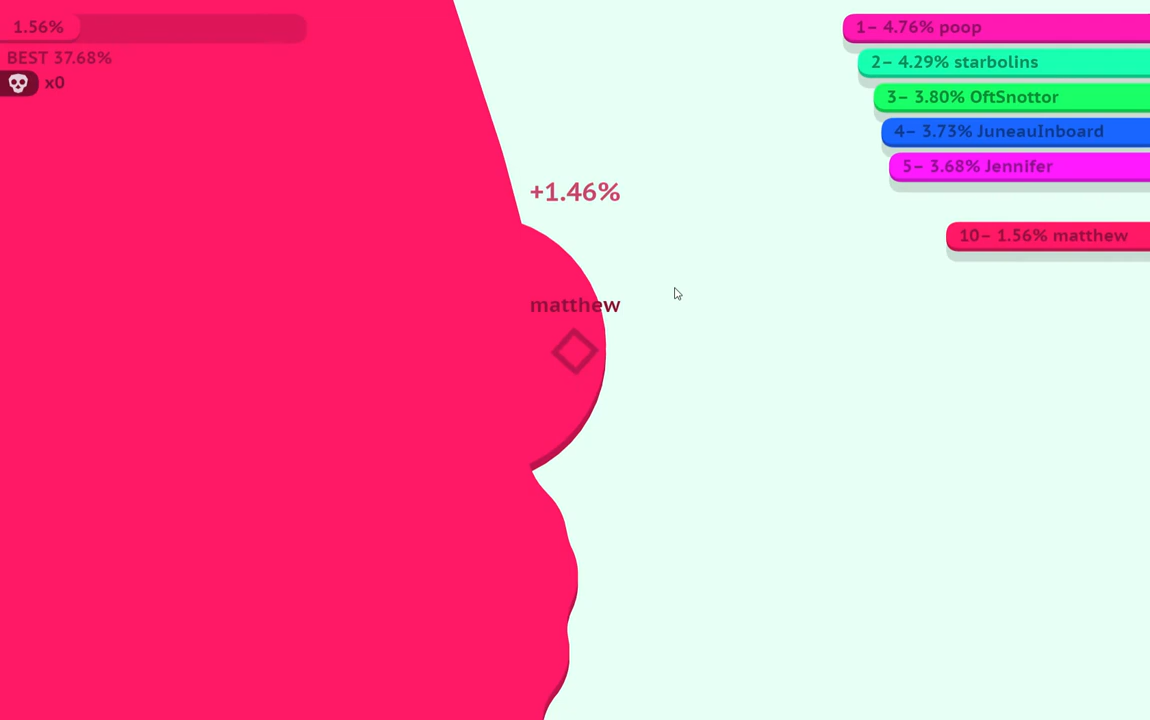 1.56%
BEST 37.68%
x0
1- 4.76% poop
2- 4.29% starbolins
3- 3.80% OftSnottor
4- 3.73% JuneauInboard
5- 3.68% Jennifer
10- 1.56% matthew
+1.46%
matthew